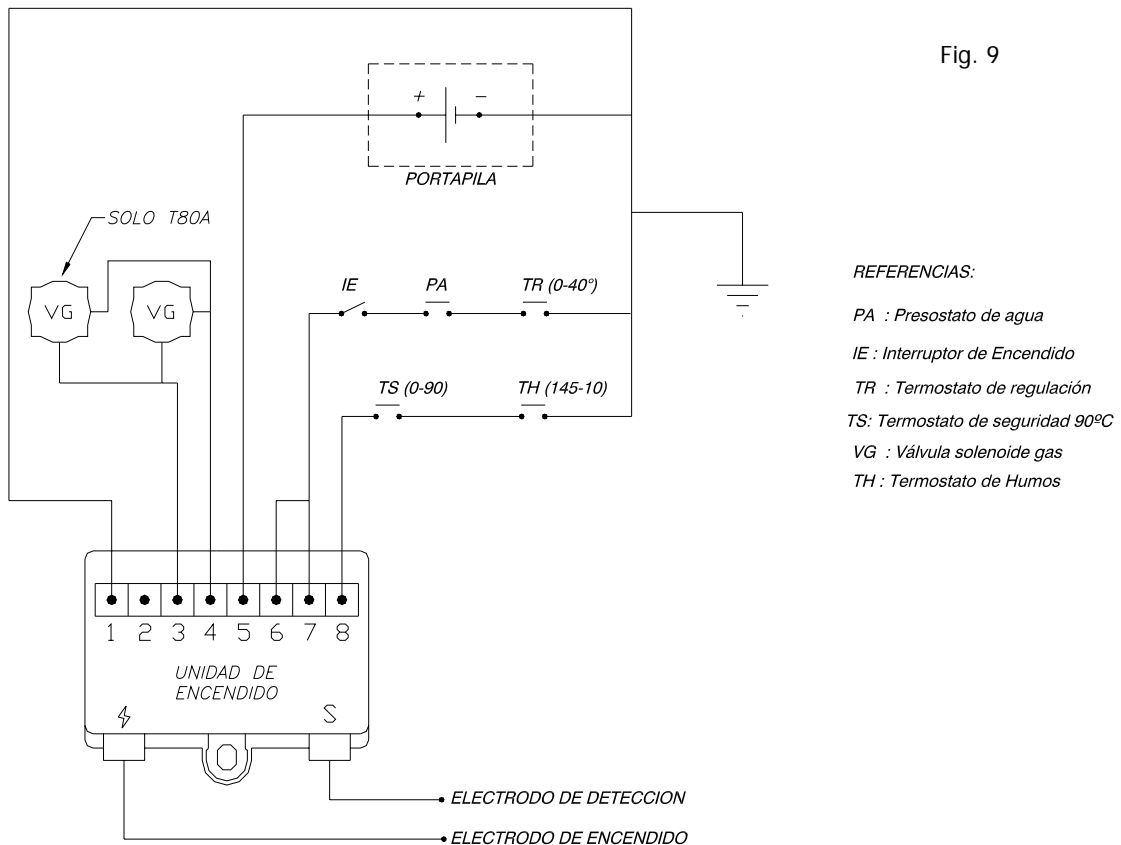 Fig. 9
+ −
PORTAPILA
SOLO T80A
VG
VG
IE
PA
TR (0-40°)
TS (0-90)
TH (145-10)
REFERENCIAS:
PA : Presostato de agua
IE : Interruptor de Encendido
TR : Termostato de regulación
TS: Termostato de seguridad 90ºC
VG : Válvula solenoide gas
TH : Termostato de Humos
1 2 3 4 5 6 7 8
UNIDAD DE
ENCENDIDO
S
ELECTRODO DE DETECCION
ELECTRODO DE ENCENDIDO